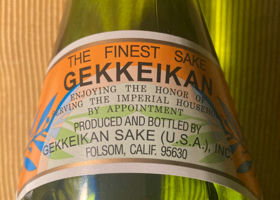 THE FINEST SAKE
GEKKEIKAN
ENJOYING THE HONOR OF
SERVING THE IMPERIAL HOUSEHOLD
BY APPOINTMENT
PRODUCED AND BOTTLED BY
GEKKEIKAN SAKE (U.S.A.), INC.
FOLSOM, CALIF. 95630